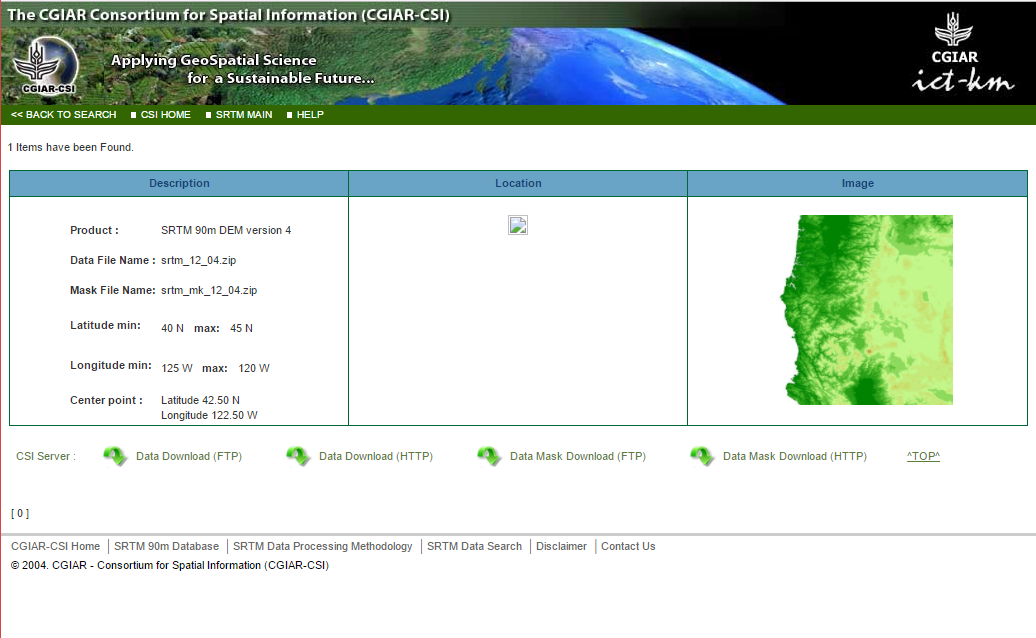 The CGIAR Consortium for Spatial Information (CGIAR-CSI)
Applying GeoSpatial Science
for a Sustainable Future...
CGIAR-CSI
CGIAR
ict-km
<< BACK TO SEARCH CSI HOME SRTM MAIN HELP
1 Items have been Found.
Description Location Image
Product : SRTM 90m DEM version 4
Data File Name : srtm_12_04.zip
Mask File Name: srtm_mk_12_04.zip
Latitude min: 40 N max: 45 N
Longitude min: 125 W max: 120 W
Center point : Latitude 42.50 N
Longitude 122.50 W
CSI Server : Data Download (FTP) Data Download (HTTP) Data Mask Download (FTP) Data Mask Download (HTTP) ^TOP^
[ 0 ]
CGIAR-CSI Home SRTM 90m Database SRTM Data Processing Methodology SRTM Data Search Disclaimer Contact Us
© 2004. CGIAR - Consortium for Spatial Information (CGIAR-CSI)